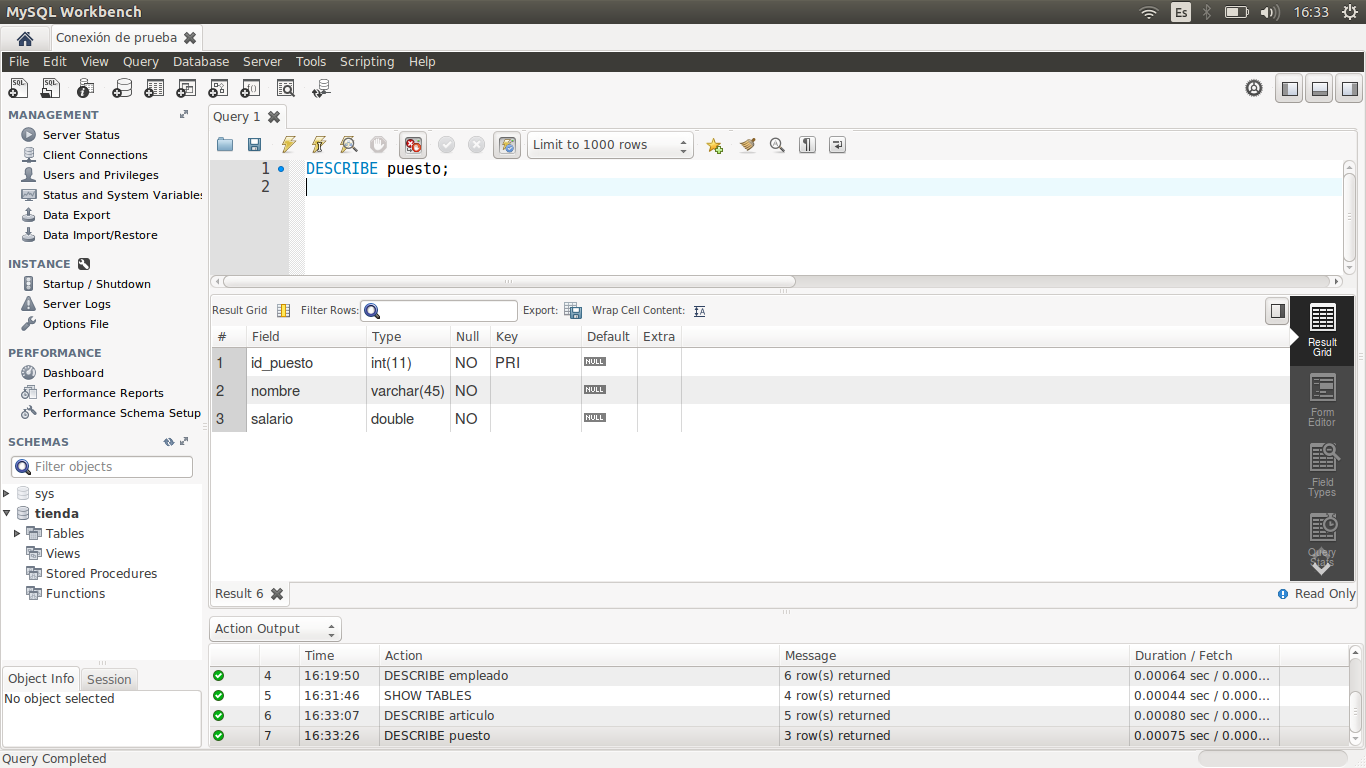 MySQL Workbench
Es
16:33
Conexión de prueba
File Edit View Query Database Server Tools Scripting Help
MANAGEMENT
Server Status
Client Connections
Users and Privileges
Status and System Variables
Data Export
Data Import/Restore
INSTANCE
Startup / Shutdown
Server Logs
Options File
PERFORMANCE
Dashboard
Performance Reports
Performance Schema Setup
SCHEMAS
Filter objects
sys
tienda
Tables
Views
Stored Procedures
Functions
Object Info Session
No object selected
Query 1
Limit to 1000 rows
1 DESCRIBE puesto;
2
Result Grid Filter Rows: Export: Wrap Cell Content:
# Field Type Null Key Default Extra
1 id_puesto int(11) NO PRI NULL
2 nombre varchar(45) NO NULL
3 salario double NO NULL
Result Grid
Form Editor
Field Types
Query Stats
Result 6
Read Only
Action Output
Time Action Message Duration / Fetch
4 16:19:50 DESCRIBE empleado 6 row(s) returned 0.00064 sec / 0.000...
5 16:31:46 SHOW TABLES 4 row(s) returned 0.00044 sec / 0.000...
6 16:33:07 DESCRIBE articulo 5 row(s) returned 0.00080 sec / 0.000...
7 16:33:26 DESCRIBE puesto 3 row(s) returned 0.00075 sec / 0.000...
Query Completed